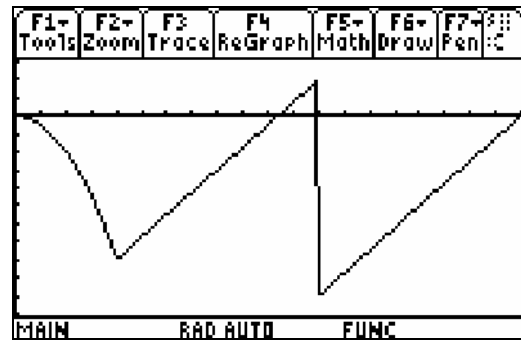 F1▾ F2▾ F3 F4 F5▾ F6▾ F7▾
Tools Zoom Trace ReGraph Math Draw Pen :C
MAIN RAD AUTO FUNC